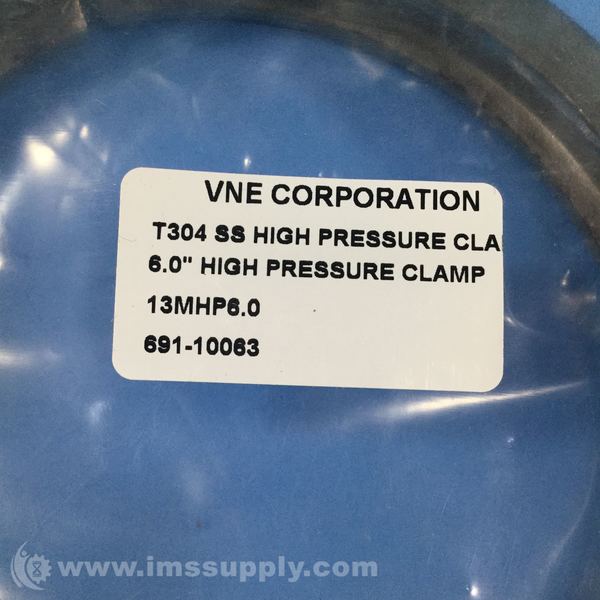 VNE CORPORATION
T304 SS HIGH PRESSURE CLA
6.0" HIGH PRESSURE CLAMP
13MHP6.0
691-10063
www.imssupply.com